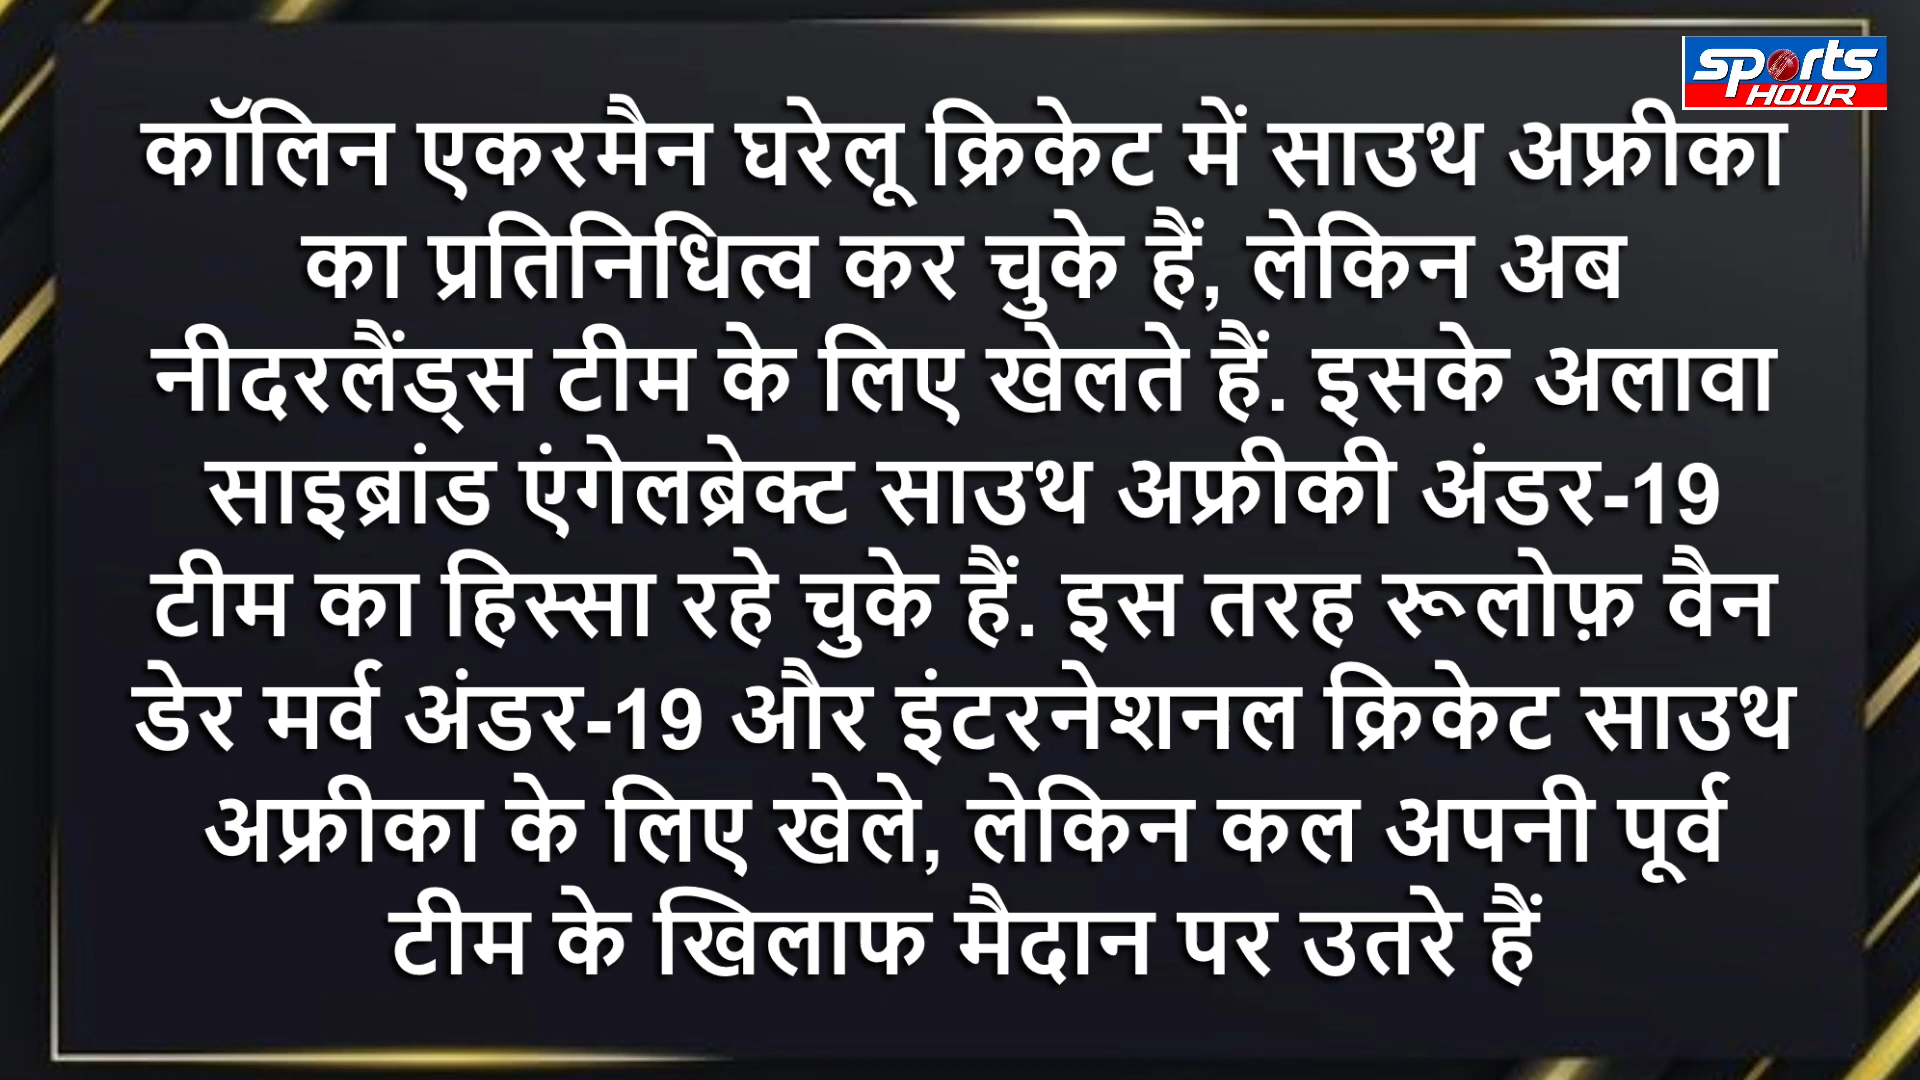 sports
HOUR
कॉलिन एकरमैन घरेलू क्रिकेट में साउथ अफ्रीका
का प्रतिनिधित्व कर चुके हैं, लेकिन अब
नीदरलैंड्स टीम के लिए खेलते हैं. इसके अलावा
साइब्रांड एंगेलब्रेक्ट साउथ अफ्रीकी अंडर-19
टीम का हिस्सा रहे चुके हैं. इस तरह रूलोफ़ वैन
डेर मर्व अंडर-19 और इंटरनेशनल क्रिकेट साउथ
अफ्रीका के लिए खेले, लेकिन कल अपनी पूर्व
टीम के खिलाफ मैदान पर उतरे हैं